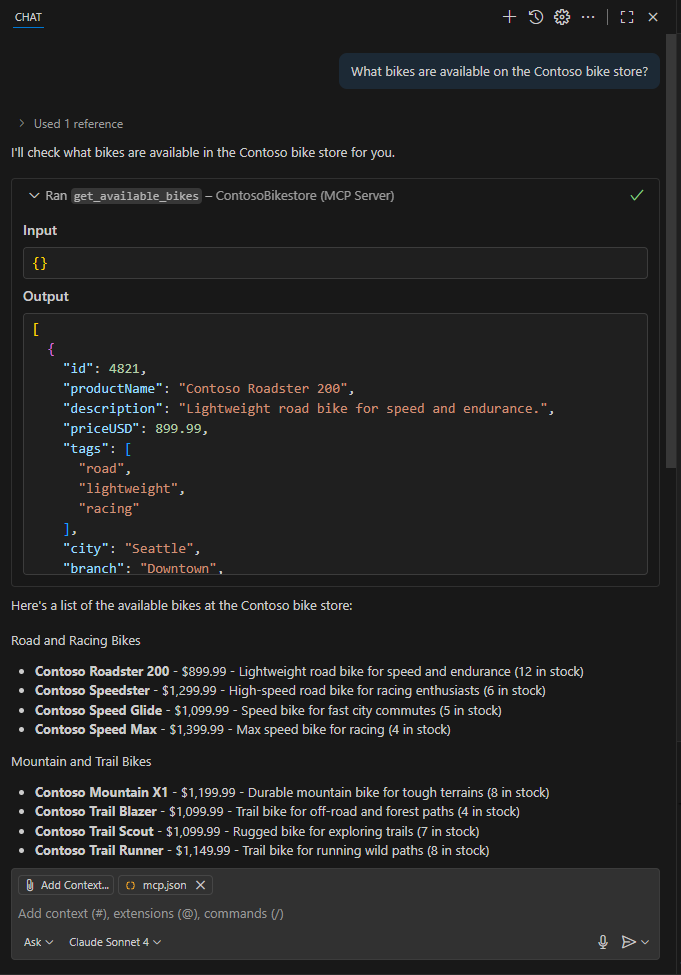 CHAT
What bikes are available on the Contoso bike store?
Used 1 reference
I'll check what bikes are available in the Contoso bike store for you.
Ran get_available_bikes – ContosoBikestore (MCP Server)
Input
{}
Output
[
{
"id": 4821,
"productName": "Contoso Roadster 200",
"description": "Lightweight road bike for speed and endurance.",
"priceUSD": 899.99,
"tags": [
"road",
"lightweight",
"racing"
],
"city": "Seattle",
"branch": "Downtown",
Here's a list of the available bikes at the Contoso bike store:
Road and Racing Bikes
• Contoso Roadster 200 - $899.99 - Lightweight road bike for speed and endurance (12 in stock)
• Contoso Speedster - $1,299.99 - High-speed road bike for racing enthusiasts (6 in stock)
• Contoso Speed Glide - $1,099.99 - Speed bike for fast city commutes (5 in stock)
• Contoso Speed Max - $1,399.99 - Max speed bike for racing (4 in stock)
Mountain and Trail Bikes
• Contoso Mountain X1 - $1,199.99 - Durable mountain bike for tough terrains (8 in stock)
• Contoso Trail Blazer - $1,099.99 - Trail bike for off-road and forest paths (4 in stock)
• Contoso Trail Scout - $1,099.99 - Rugged bike for exploring trails (7 in stock)
• Contoso Trail Runner - $1,149.99 - Trail bike for running wild paths (8 in stock)
Add Context... {} mcp.json
Add context (#), extensions (@), commands (/)
Ask Claude Sonnet 4